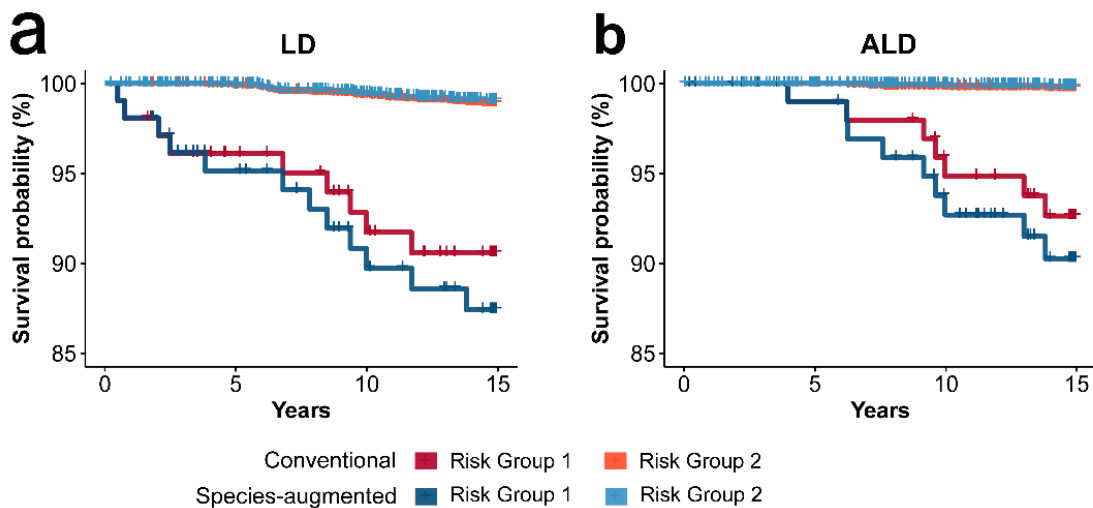 a
LD
Survival probability (%)
100
95
90
85
0 5 10 15
Years
b
ALD
Survival probability (%)
100
95
90
85
0 5 10 15
Years
Conventional Risk Group 1 Risk Group 2
Species-augmented Risk Group 1 Risk Group 2